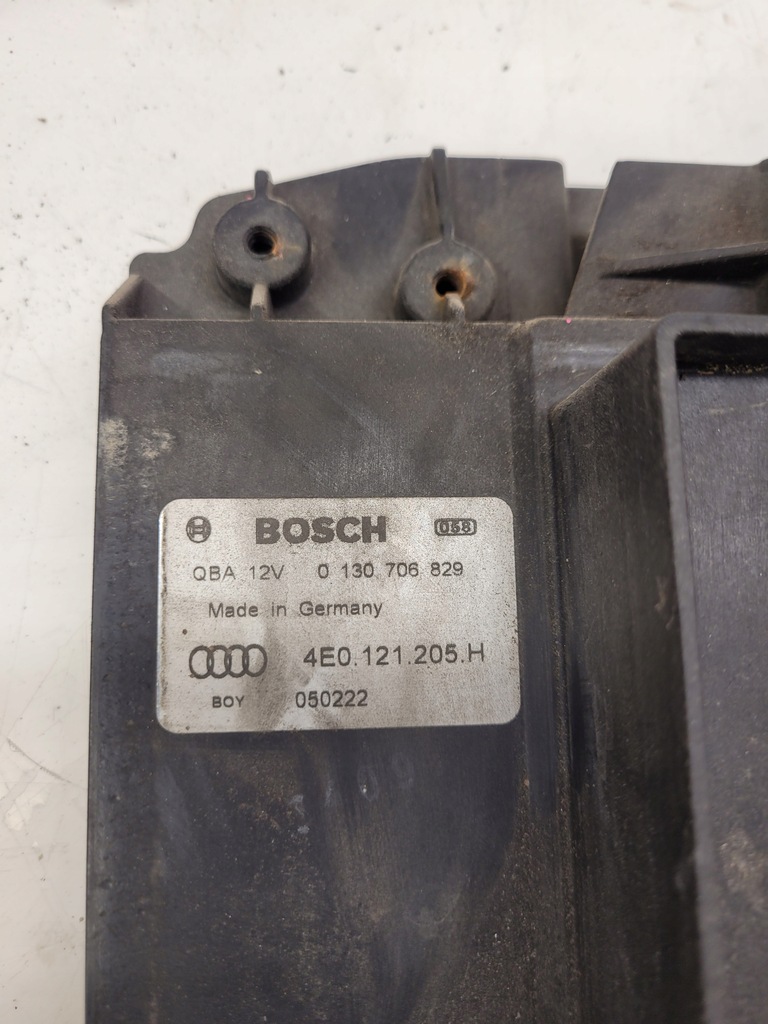 BOSCH 058
QBA 12V 0 130 706 829
Made in Germany
4E0.121.205.H
BOY 050222